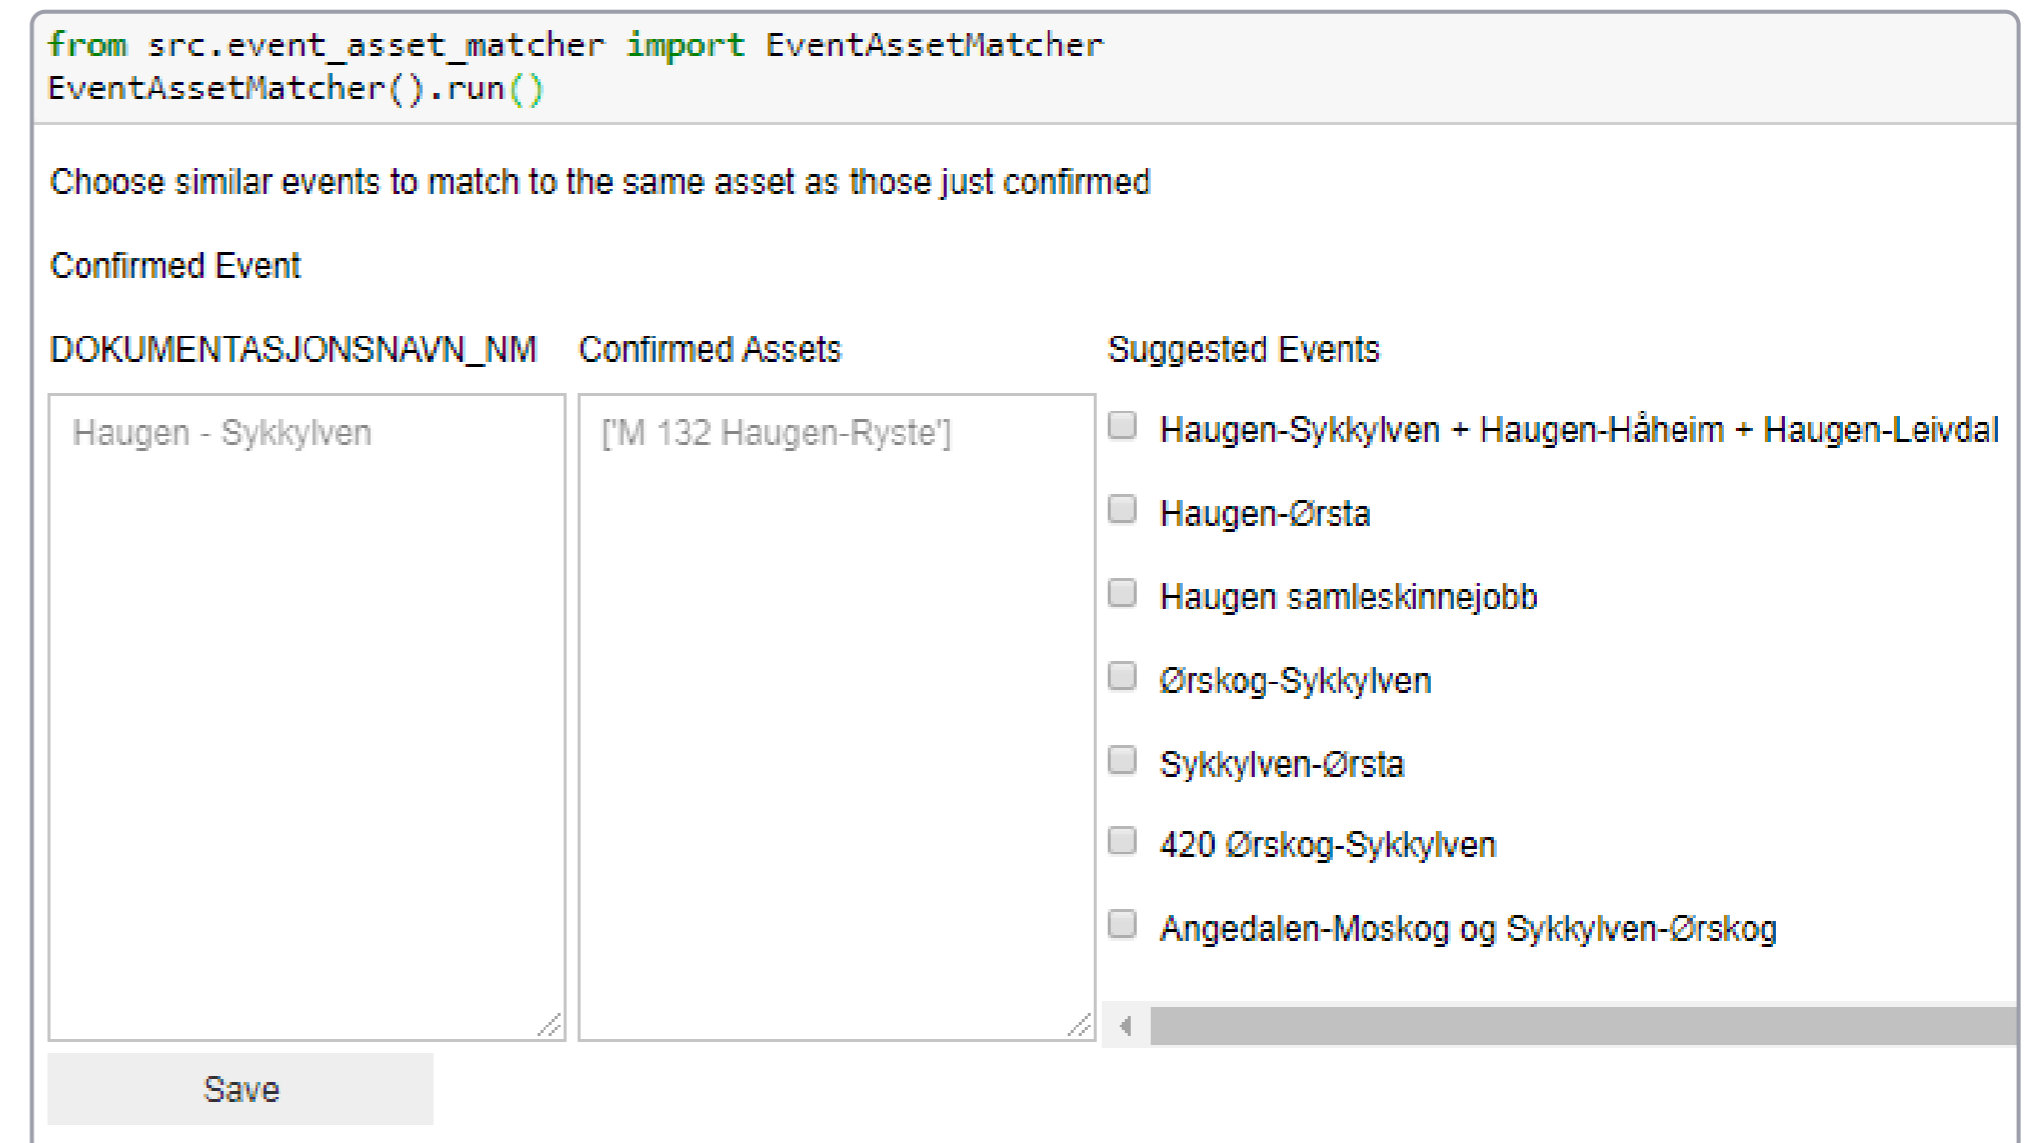 from src.event_asset_matcher import EventAssetMatcher
EventAssetMatcher().run()
Choose similar events to match to the same asset as those just confirmed
Confirmed Event
DOKUMENTASJONSNAVN_NM
Haugen - Sykkylven
Confirmed Assets
['M 132 Haugen-Ryste']
Suggested Events
Haugen-Sykkylven + Haugen-Håheim + Haugen-Leivdal
Haugen-Ørsta
Haugen samleskinnejobb
Ørskog-Sykkylven
Sykkylven-Ørsta
420 Ørskog-Sykkylven
Angedalen-Moskog og Sykkylven-Ørskog
Save